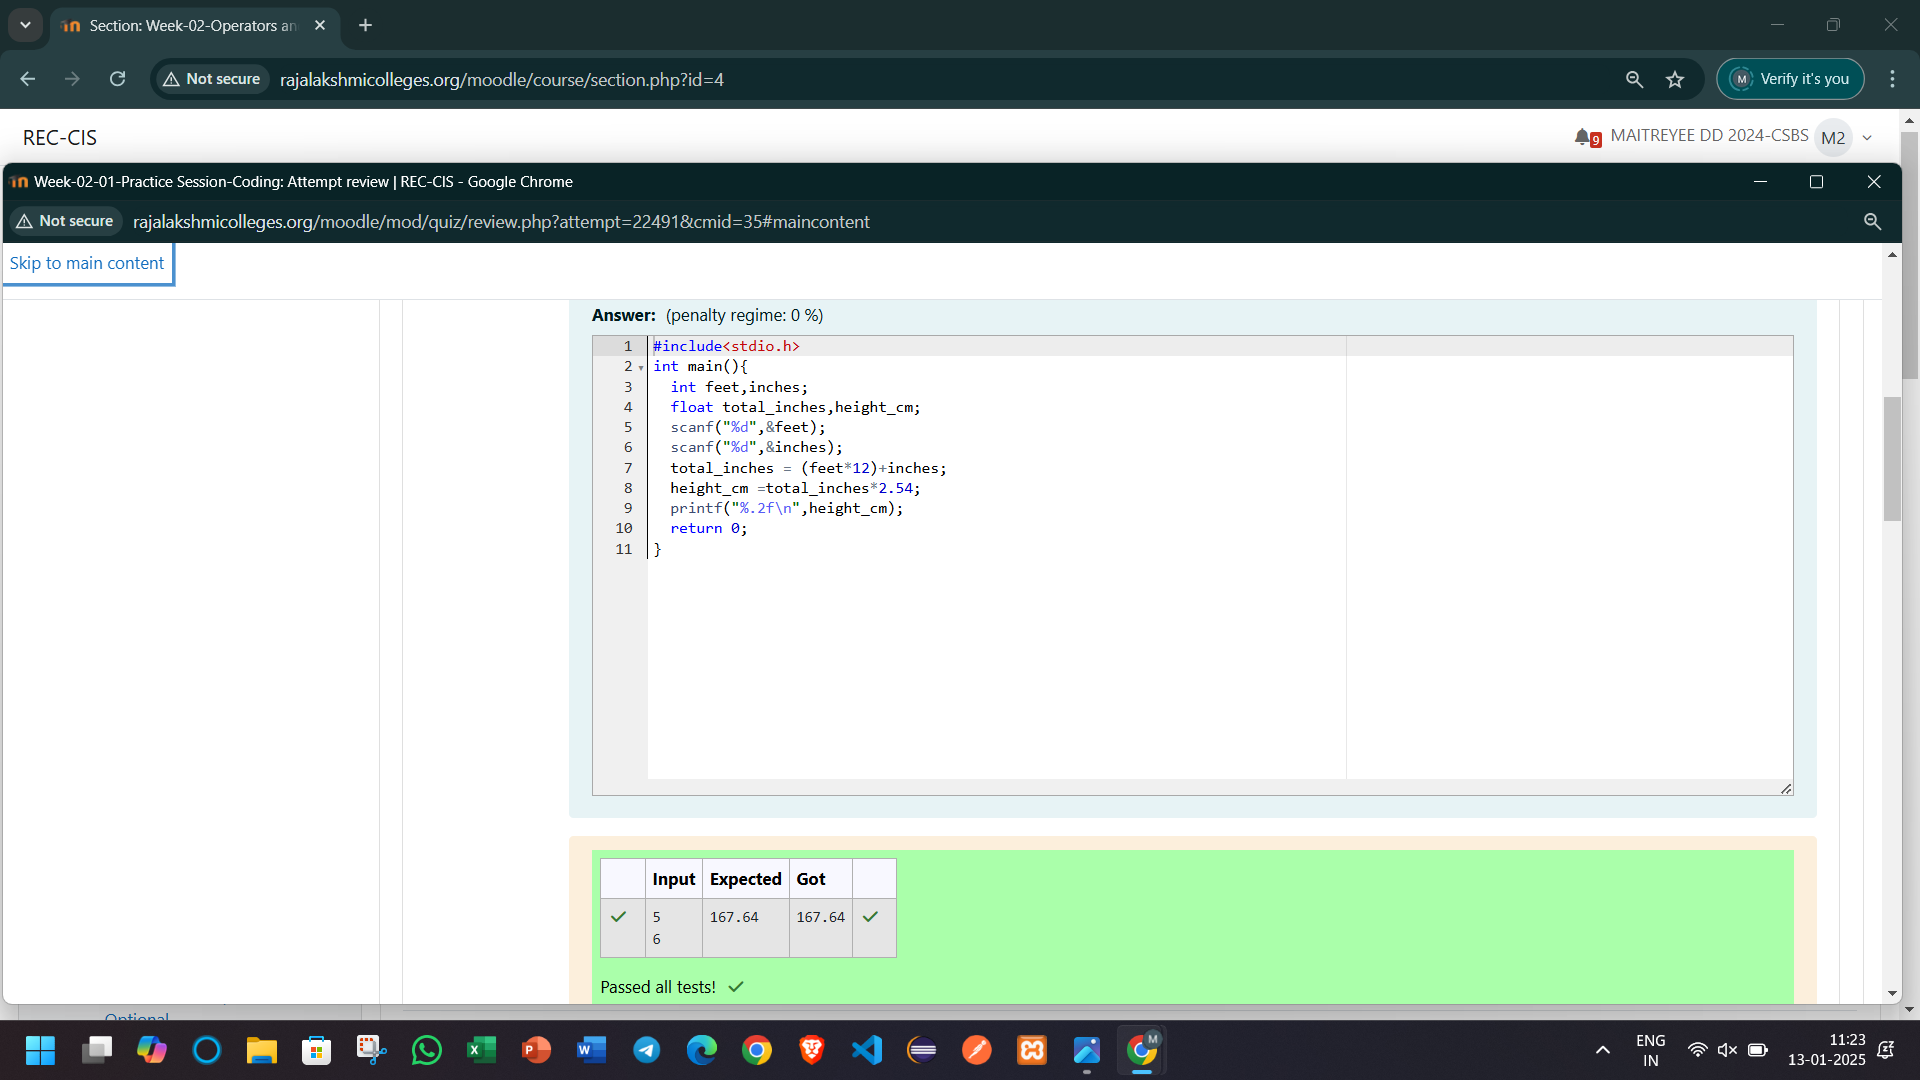 Section: Week-02-Operators an
Not secure
rajalakshmicolleges.org/moodle/course/section.php?id=4
M
Verify it's you
REC-CIS
9
MAITREYEE DD 2024-CSBS
M2
Week-02-01-Practice Session-Coding: Attempt review | REC-CIS - Google Chrome
Not secure
rajalakshmicolleges.org/moodle/mod/quiz/review.php?attempt=22491&cmid=35#maincontent
Skip to main content
Answer: (penalty regime: 0 %)
1 #include<stdio.h>
2 int main(){
3 int feet,inches;
4 float total_inches,height_cm;
5 scanf("%d",&feet);
6 scanf("%d",&inches);
7 total_inches = (feet*12)+inches;
8 height_cm =total_inches*2.54;
9 printf("%.2f\n",height_cm);
10 return 0;
11 }
Input Expected Got
5 167.64 167.64
6
Passed all tests!
Optional
M
ENG
IN
11:23
13-01-2025